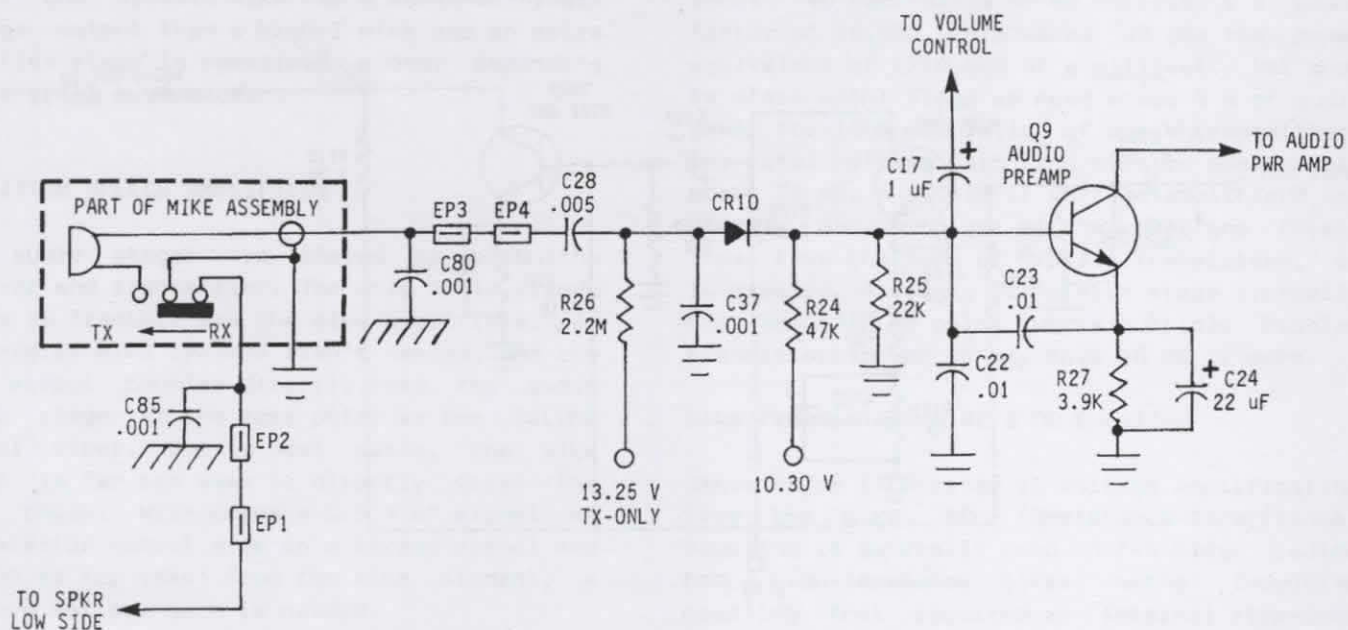 TO VOLUME
CONTROL
Q9
AUDIO
PREAMP
TO AUDIO
PWR AMP
C17
1 uF
+
PART OF MIKE ASSEMBLY
EP3
EP4
C28
.005
CR10
C80
.001
R26
2.2M
C37
.001
R24
47K
R25
22K
C23
.01
C22
.01
R27
3.9K
+
C24
22 uF
TX
RX
C85
.001
EP2
EP1
13.25 V
TX-ONLY
10.30 V
TO SPKR
LOW SIDE